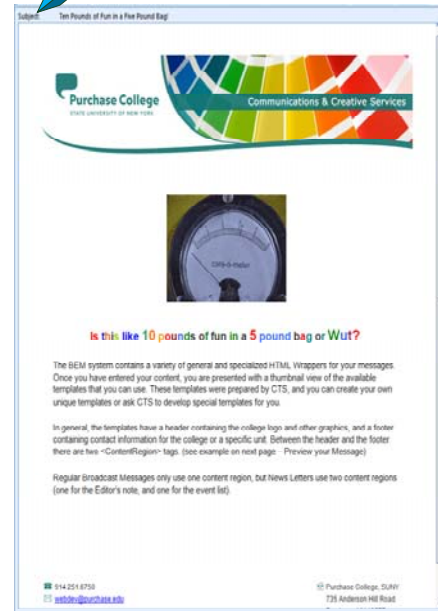 Subject: Ten Pounds of Fun in a Five Pound Bag!
Purchase College
STATE UNIVERSITY OF NEW YORK
Communications & Creative Services
Is this like 10 pounds of fun in a 5 pound bag or Wut?
The BEM system contains a variety of general and specialized HTML Wrappers for your messages.
Once you have entered your content, you are presented with a thumbnail view of the available
templates that you can use. These templates were prepared by CTS, and you can create your own
unique templates or ask CTS to develop special templates for you.
In general, the templates have a header containing the college logo and other graphics, and a footer
containing contact information for the college or a specific unit. Between the header and the footer
there are two <ContentRegion> tags. (see example on next page - Preview your Message)
Regular Broadcast Messages only use one content region, but News Letters use two content regions
(one for the Editor's note, and one for the event list).
914.251.6750
Purchase College, SUNY
webdev@purchase.edu
735 Anderson Hill Road